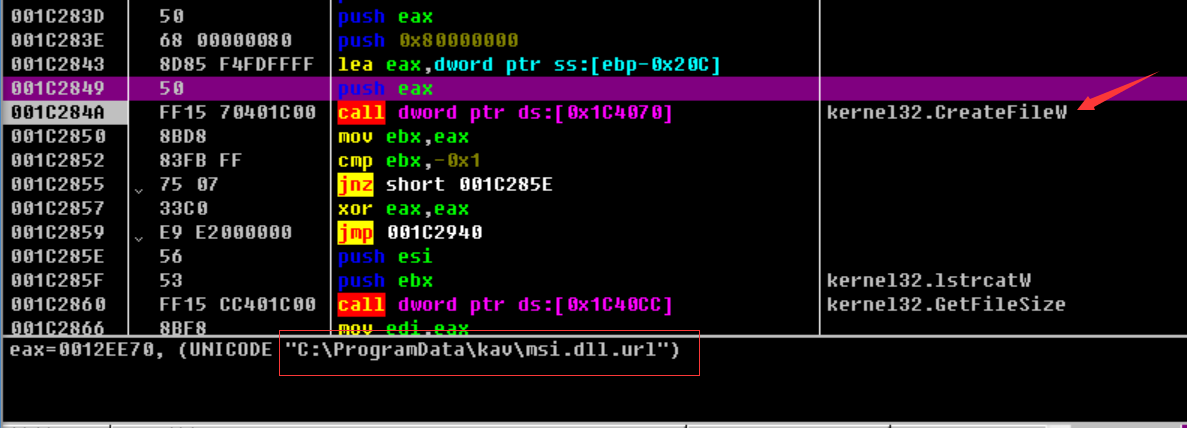 001C283D 50 push eax
001C283E 68 00000080 push 0x80000000
001C2843 8D85 F4FDFFFF lea eax,dword ptr ss:[ebp-0x20C]
001C2849 50 push eax
001C284A FF15 70401C00 call dword ptr ds:[0x1C4070] kernel32.CreateFileW
001C2850 8BD8 mov ebx,eax
001C2852 83FB FF cmp ebx,-0x1
001C2855 75 07 jnz short 001C285E
001C2857 33C0 xor eax,eax
001C2859 E9 E2000000 jmp 001C2940
001C285E 56 push esi
001C285F 53 push ebx kernel32.lstrcatW
001C2860 FF15 CC401C00 call dword ptr ds:[0x1C40CC] kernel32.GetFileSize
001C2866 8BF8 mov edi,eax
eax=0012EE70, (UNICODE "C:\ProgramData\kav\msi.dll.url")